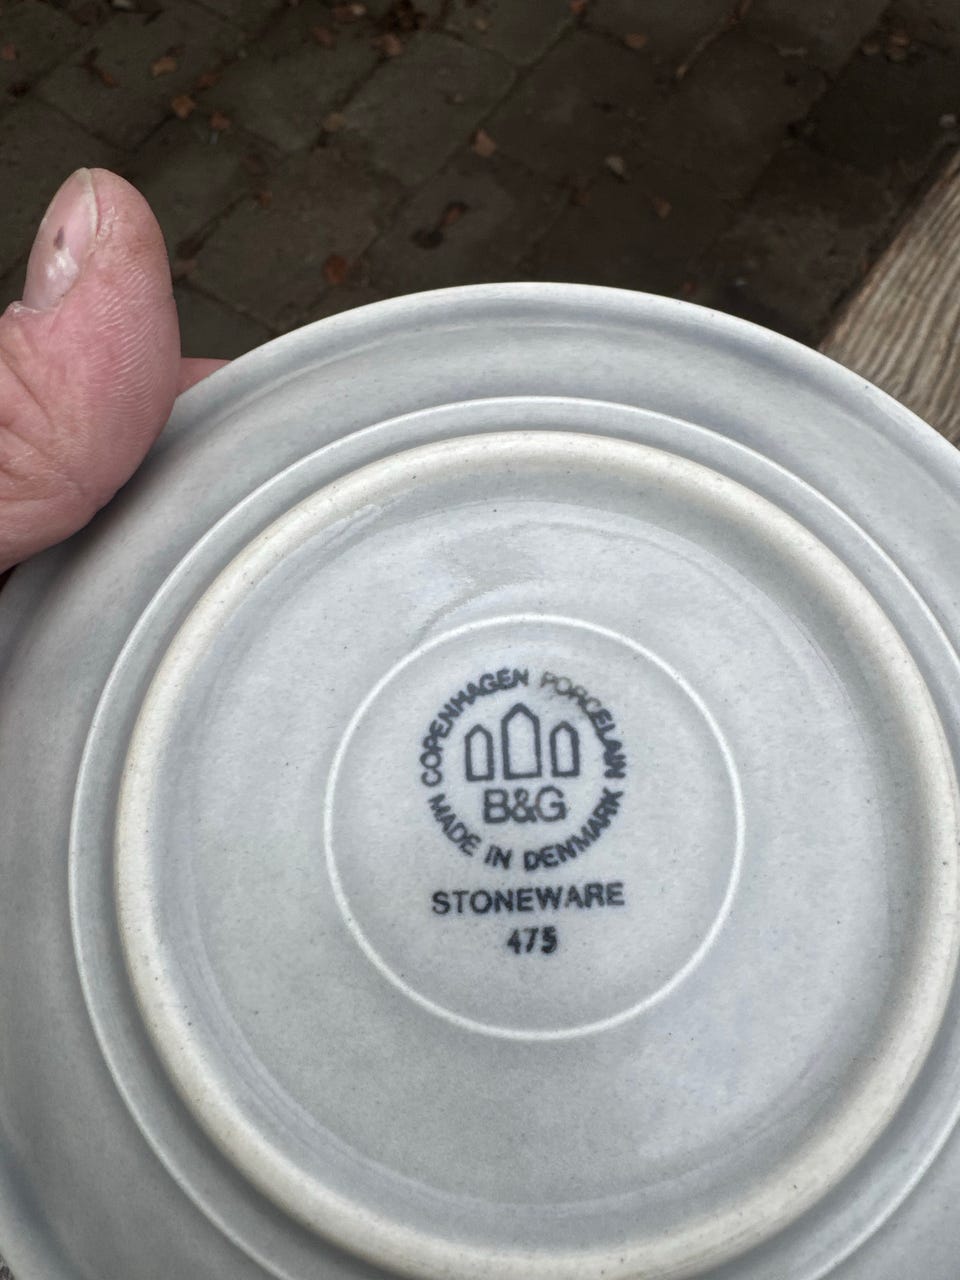 COPENHAGEN PORCELAIN
B&G
MADE IN DENMARK
STONEWARE
475